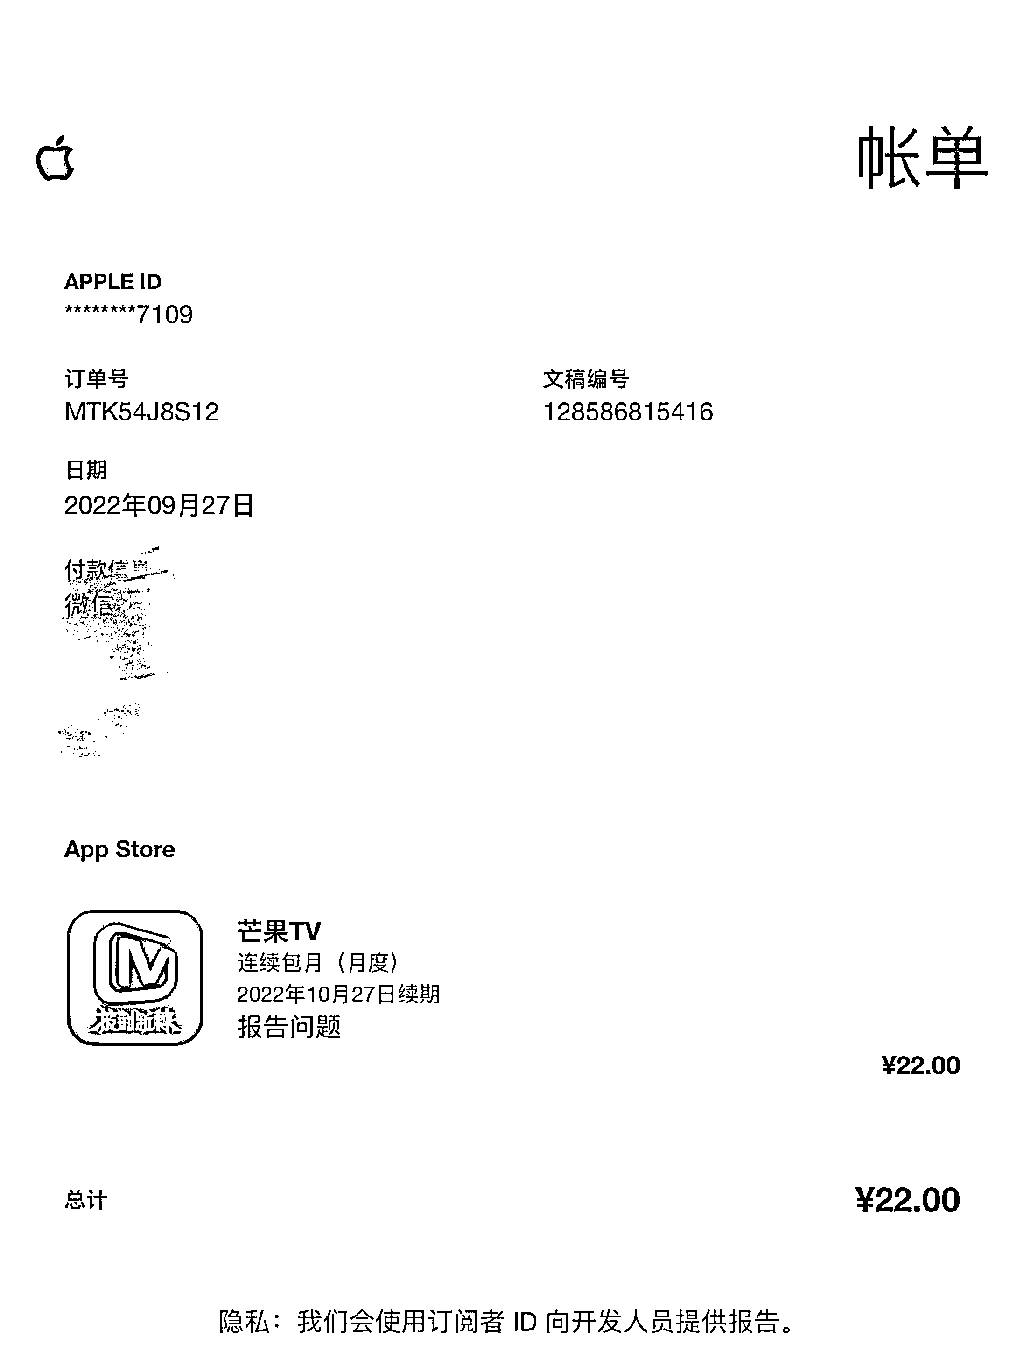 帐单
APPLE ID
********7109
订单号
MTK54J8S12
文稿编号
128586815416
日期
2022年09月27日
付款信息
微信
App Store
芒果TV
连续包月（月度）
2022年10月27日续期
报告问题
¥22.00
总计
¥22.00
隐私：我们会使用订阅者 ID 向开发人员提供报告。